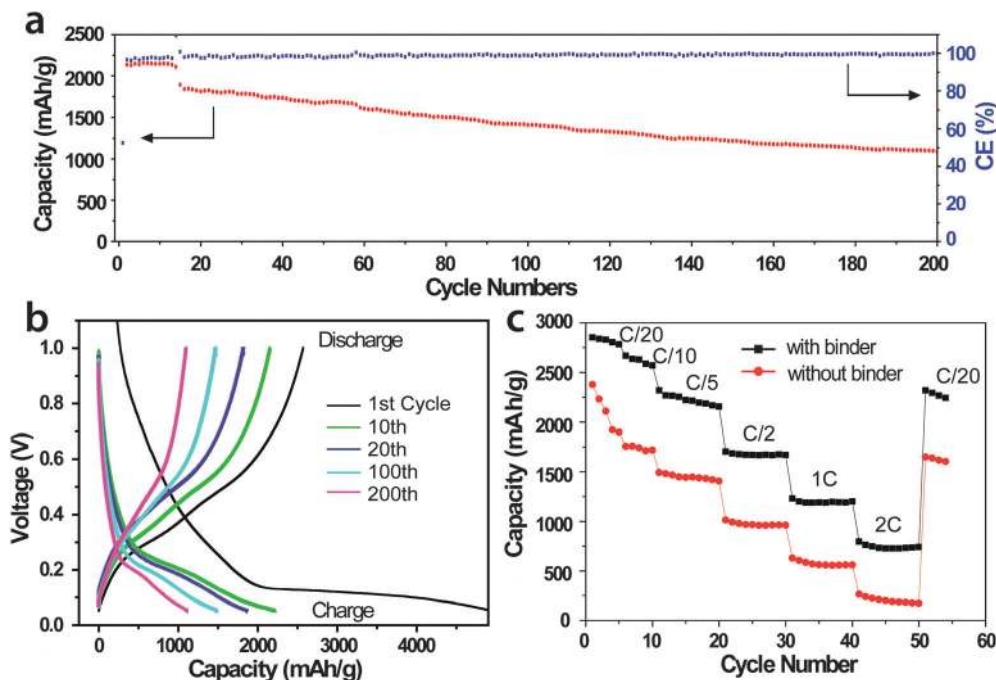 a
2500
2000
1500
1000
500
0
Capacity (mAh/g)
100
80
60
40
20
0
CE (%)
0 20 40 60 80 100 120 140 160 180 200
Cycle Numbers
b
Discharge
1.0
0.8
0.6
0.4
0.2
0.0
Voltage (V)
1st Cycle
10th
20th
100th
200th
Charge
0 1000 2000 3000 4000
Capacity (mAh/g)
c
3000
2500
2000
1500
1000
500
0
Capacity (mAh/g)
C/20
C/10
C/5
C/2
1C
2C
C/20
with binder
without binder
0 10 20 30 40 50 60
Cycle Number